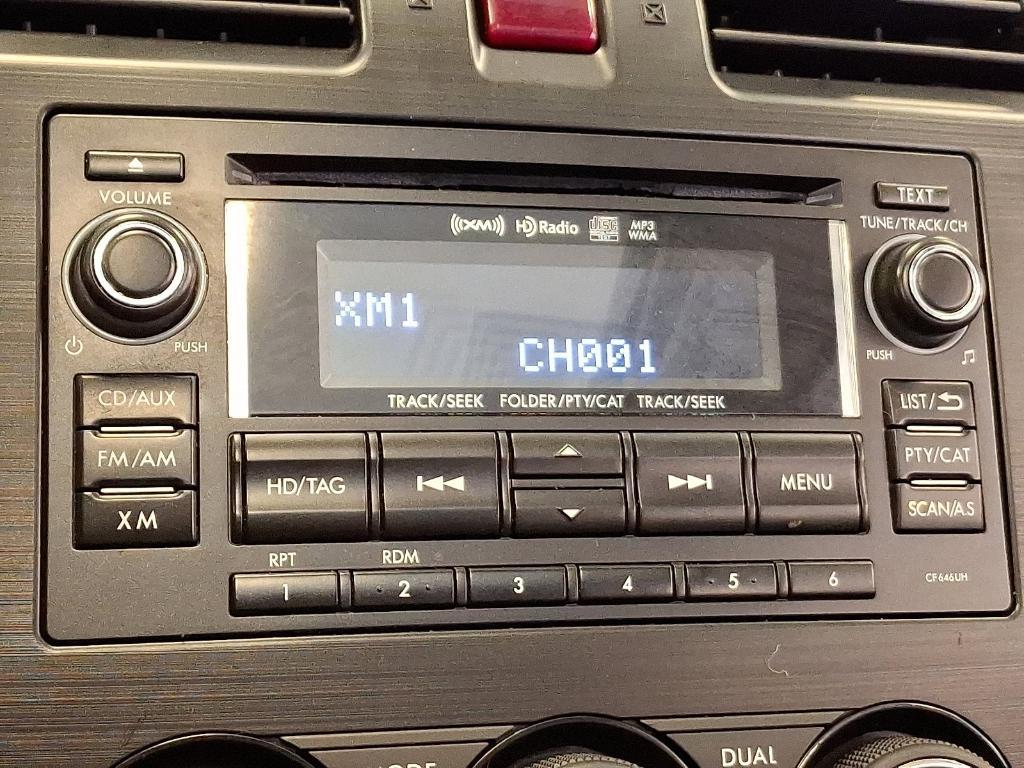 VOLUME
PUSH
((XM)) HD Radio disc TEXT MP3 WMA
TEXT
TUNE/TRACK/CH
PUSH
XM1
CH001
TRACK/SEEK FOLDER/PTY/CAT TRACK/SEEK
CD/AUX
FM/AM
XM
HD/TAG
MENU
LIST/
PTY/CAT
SCAN/A.S
RPT RDM
1 2 3 4 5 6
CF646UH
DUAL